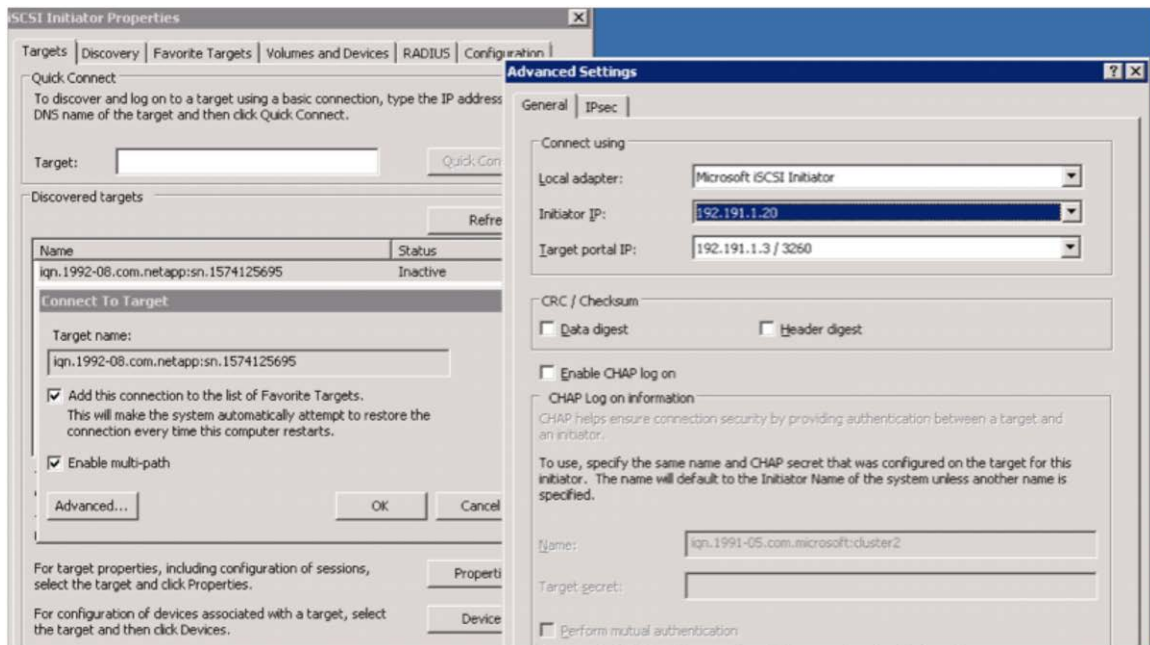 iSCSI Initiator Properties
Targets Discovery Favorite Targets Volumes and Devices RADIUS Configuration
Quick Connect
To discover and log on to a target using a basic connection, type the IP address
DNS name of the target and then click Quick Connect.
Target:
Quick Con
Discovered targets
Refre
Name Status
iqn.1992-08.com.netapp:sn.1574125695 Inactive
Connect To Target
Target name:
iqn.1992-08.com.netapp:sn.1574125695
Add this connection to the list of Favorite Targets.
This will make the system automatically attempt to restore the
connection every time this computer restarts.
Enable multi-path
Advanced... OK Cancel
For target properties, including configuration of sessions,
select the target and click Properties.
Properti
For configuration of devices associated with a target, select
the target and then click Devices.
Device
Advanced Settings
General IPsec
Connect using
Local adapter: Microsoft iSCSI Initiator
Initiator IP: 192.191.1.20
Target portal IP: 192.191.1.3 / 3260
CRC / Checksum
Data digest Header digest
Enable CHAP log on
CHAP Log on information
CHAP helps ensure connection security by providing authentication between a target and
an initiator.
To use, specify the same name and CHAP secret that was configured on the target for this
initiator. The name will default to the Initiator Name of the system unless another name is
specified.
Name: iqn.1991-05.com.microsoft:cluster2
Target secret:
Perform mutual authentication